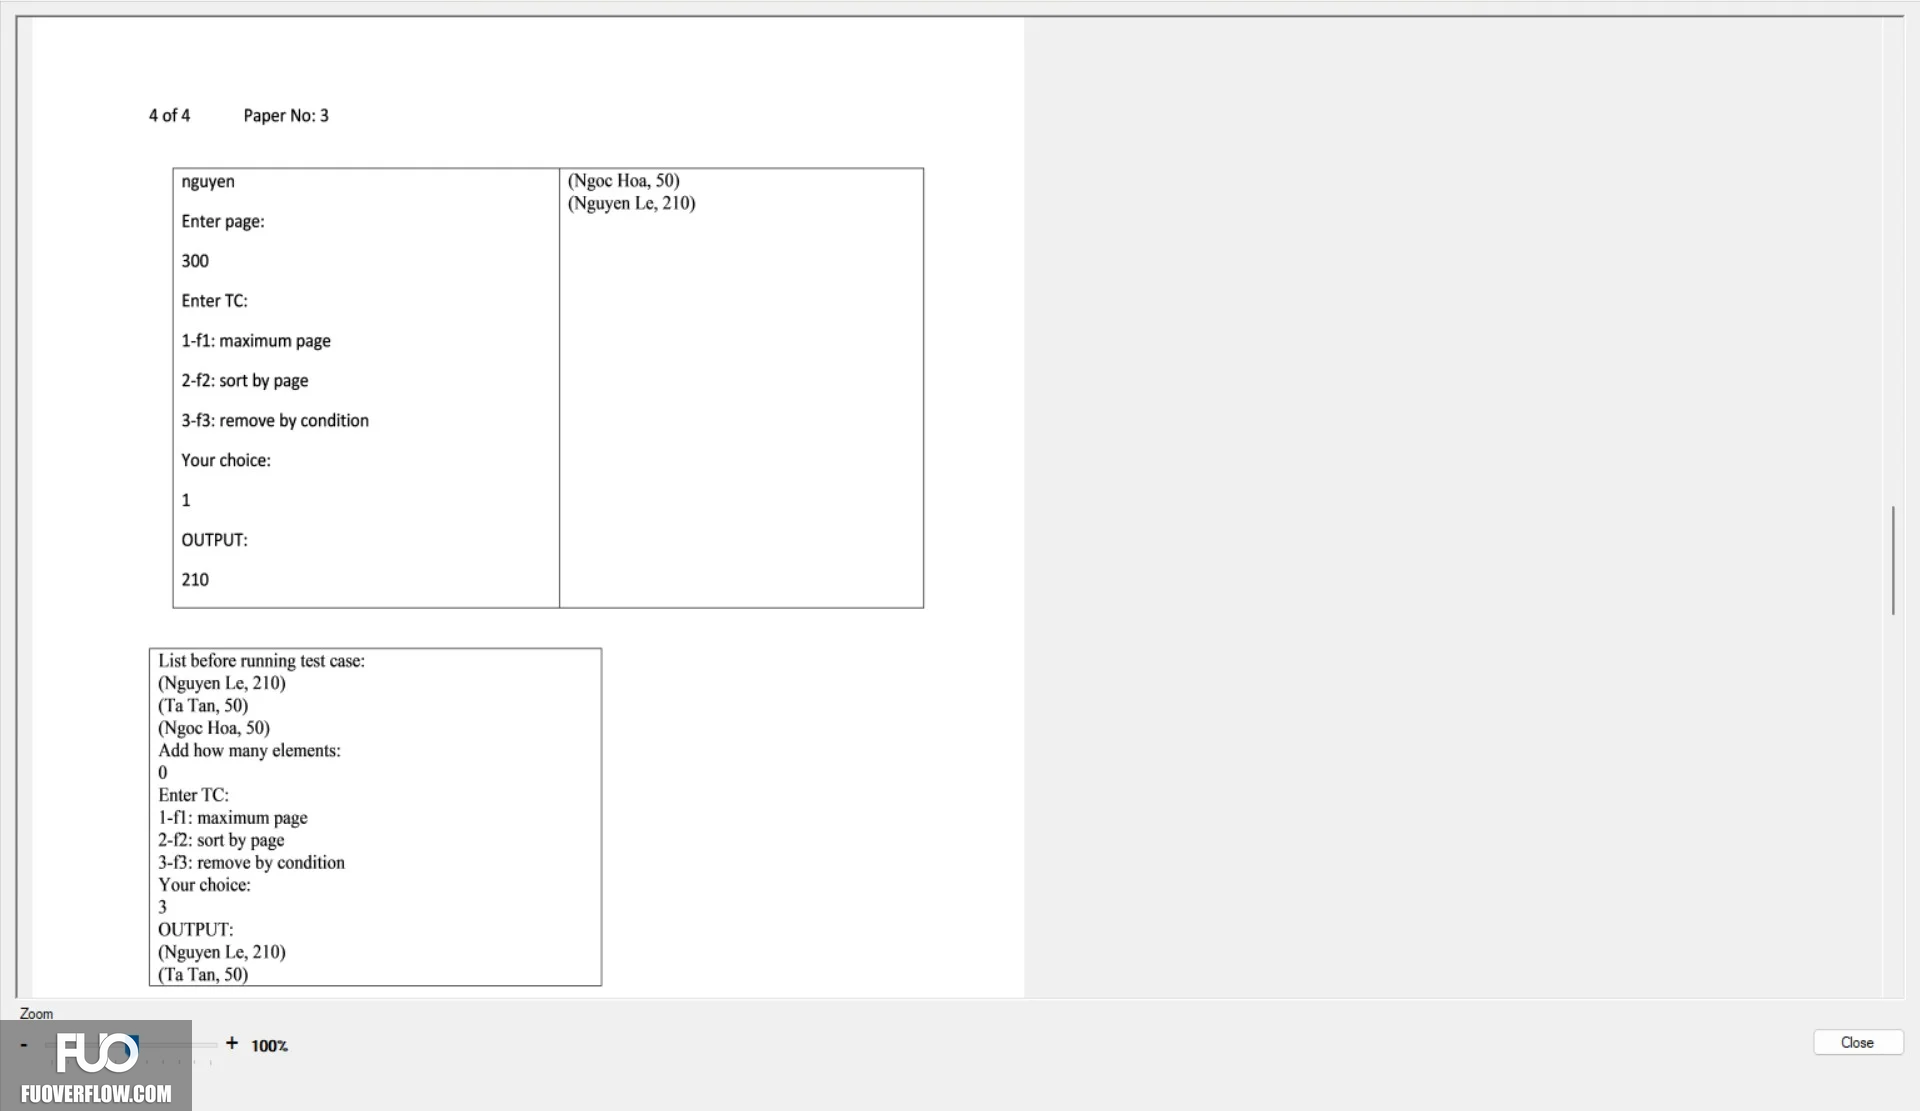 4 of 4 Paper No: 3
nguyen
Enter page:
300
Enter TC:
1-f1: maximum page
2-f2: sort by page
3-f3: remove by condition
Your choice:
1
OUTPUT:
210
(Ngoc Hoa, 50)
(Nguyen Le, 210)
List before running test case:
(Nguyen Le, 210)
(Ta Tan, 50)
(Ngoc Hoa, 50)
Add how many elements:
0
Enter TC:
1-f1: maximum page
2-f2: sort by page
3-f3: remove by condition
Your choice:
3
OUTPUT:
(Nguyen Le, 210)
(Ta Tan, 50)
Zoom
- + 100%
Close
FUO
FUOVERFLOW.COM